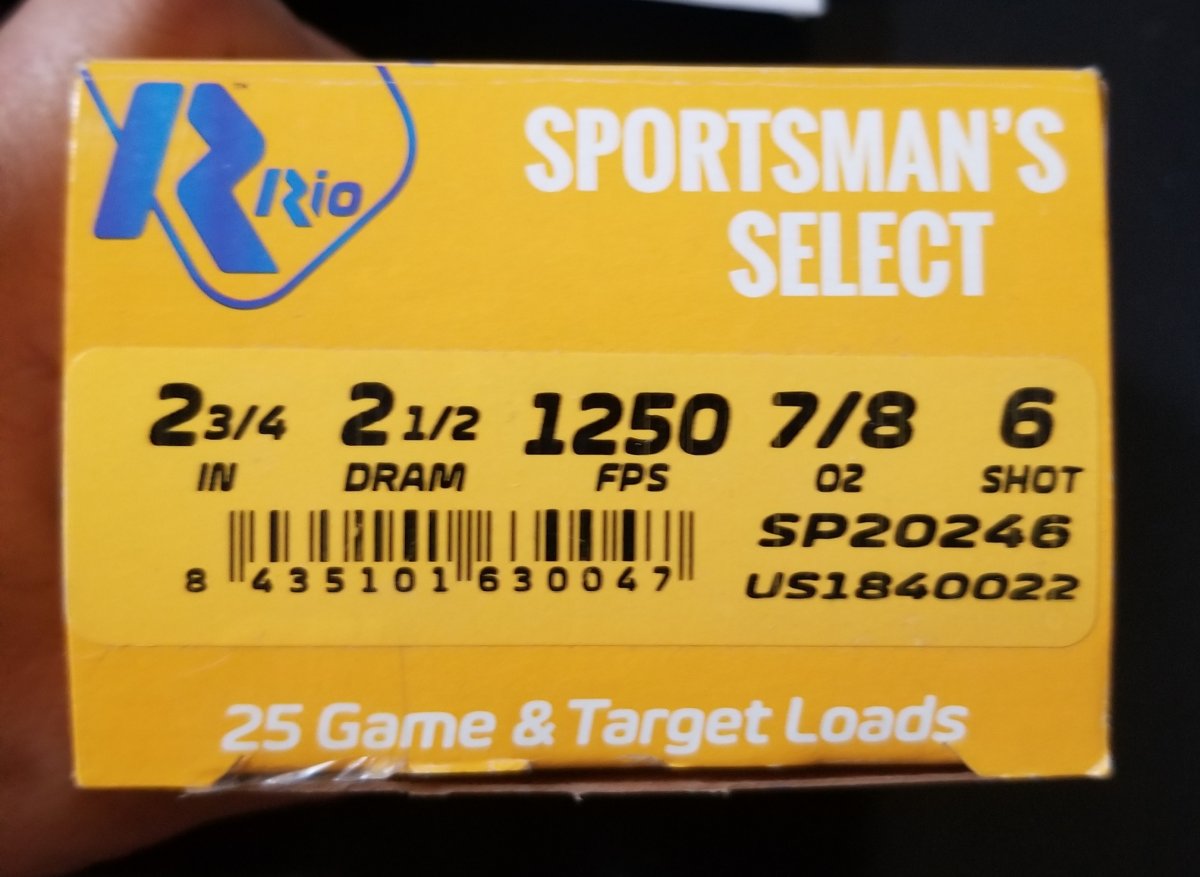 Rio
SPORTSMAN'S
SELECT
2 3/4 2 1/2 1250 7/8 6
IN DRAM FPS OZ SHOT
SP20246
8 435101 630047
US1840022
25 Game & Target Loads